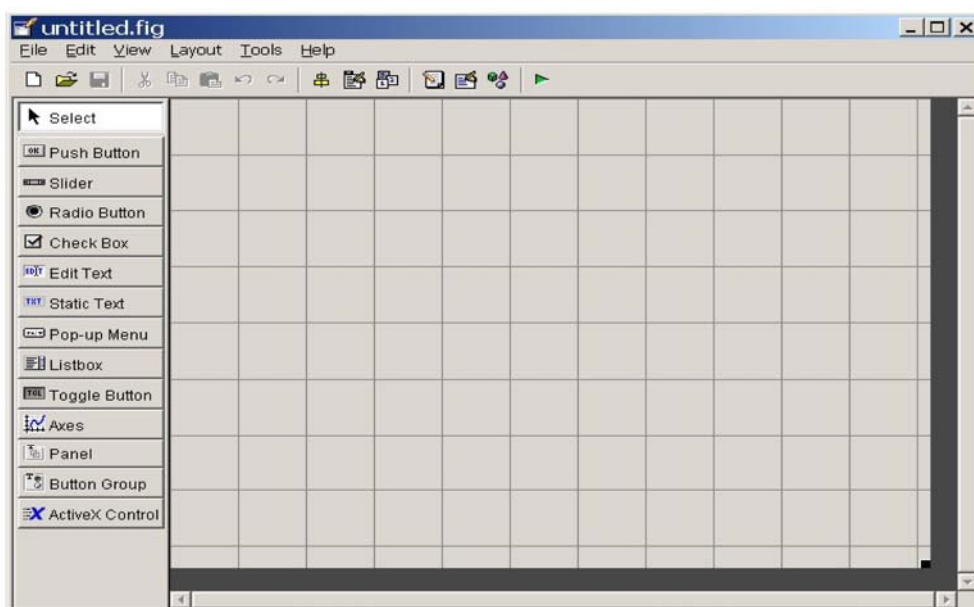 untitled.fig
File Edit View Layout Tools Help
Select
OK Push Button
Slider
Radio Button
Check Box
EDIT Edit Text
TXT Static Text
Pop-up Menu
Listbox
TGL Toggle Button
Axes
Panel
Button Group
ActiveX Control